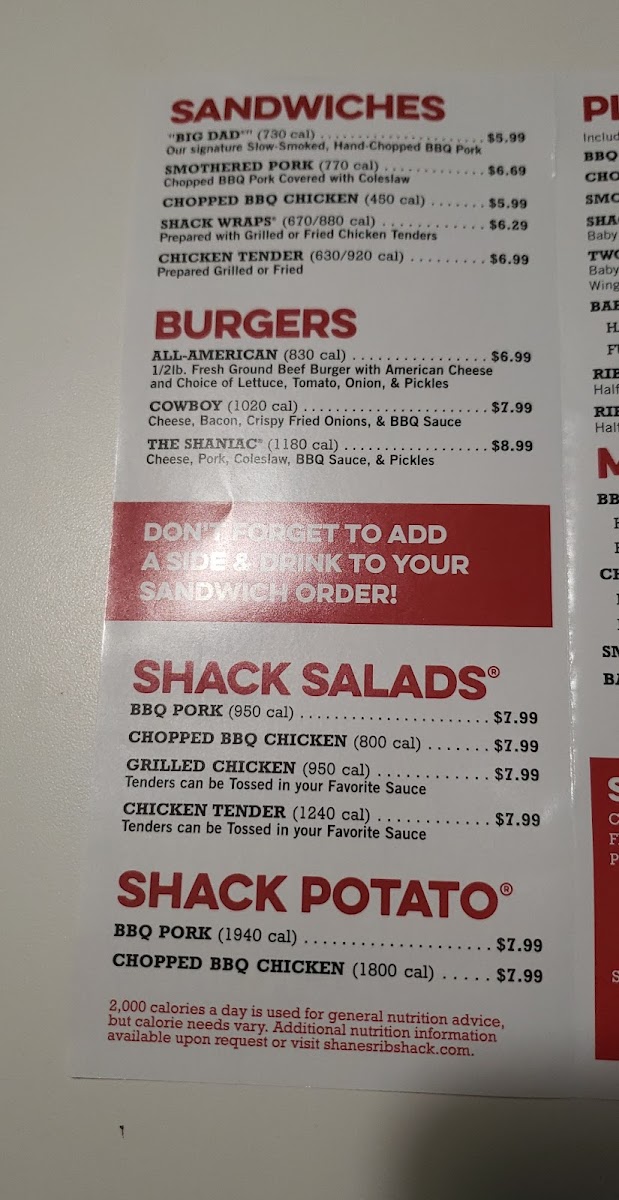 SANDWICHES
"BIG DAD™" (730 cal) ........................ $5.99
Our signature Slow-Smoked, Hand-Chopped BBQ Pork
SMOTHERED PORK (770 cal) ............... $6.69
Chopped BBQ Pork Covered with Coleslaw
CHOPPED BBQ CHICKEN (450 cal) ....... $5.99
SHACK WRAPS® (670/880 cal) ............ $6.29
Prepared with Grilled or Fried Chicken Tenders
CHICKEN TENDER (630/920 cal) ......... $6.99
Prepared Grilled or Fried
BURGERS
ALL-AMERICAN (830 cal) ................ $6.99
1/2lb. Fresh Ground Beef Burger with American Cheese
and Choice of Lettuce, Tomato, Onion, & Pickles
COWBOY (1020 cal) ...................... $7.99
Cheese, Bacon, Crispy Fried Onions, & BBQ Sauce
THE SHANIAC® (1180 cal) ................. $8.99
Cheese, Pork, Coleslaw, BBQ Sauce, & Pickles
DON'T FORGET TO ADD
A SIDE & DRINK TO YOUR
SANDWICH ORDER!
SHACK SALADS®
BBQ PORK (950 cal) ...................... $7.99
CHOPPED BBQ CHICKEN (800 cal) ....... $7.99
GRILLED CHICKEN (950 cal) ............. $7.99
Tenders can be Tossed in your Favorite Sauce
CHICKEN TENDER (1240 cal) ............. $7.99
Tenders can be Tossed in your Favorite Sauce
SHACK POTATO®
BBQ PORK (1940 cal) ...................... $7.99
CHOPPED BBQ CHICKEN (1800 cal) ..... $7.99
2,000 calories a day is used for general nutrition advice,
but calorie needs vary. Additional nutrition information
available upon request or visit shanesribshack.com.
BBQ
Baby
Baby